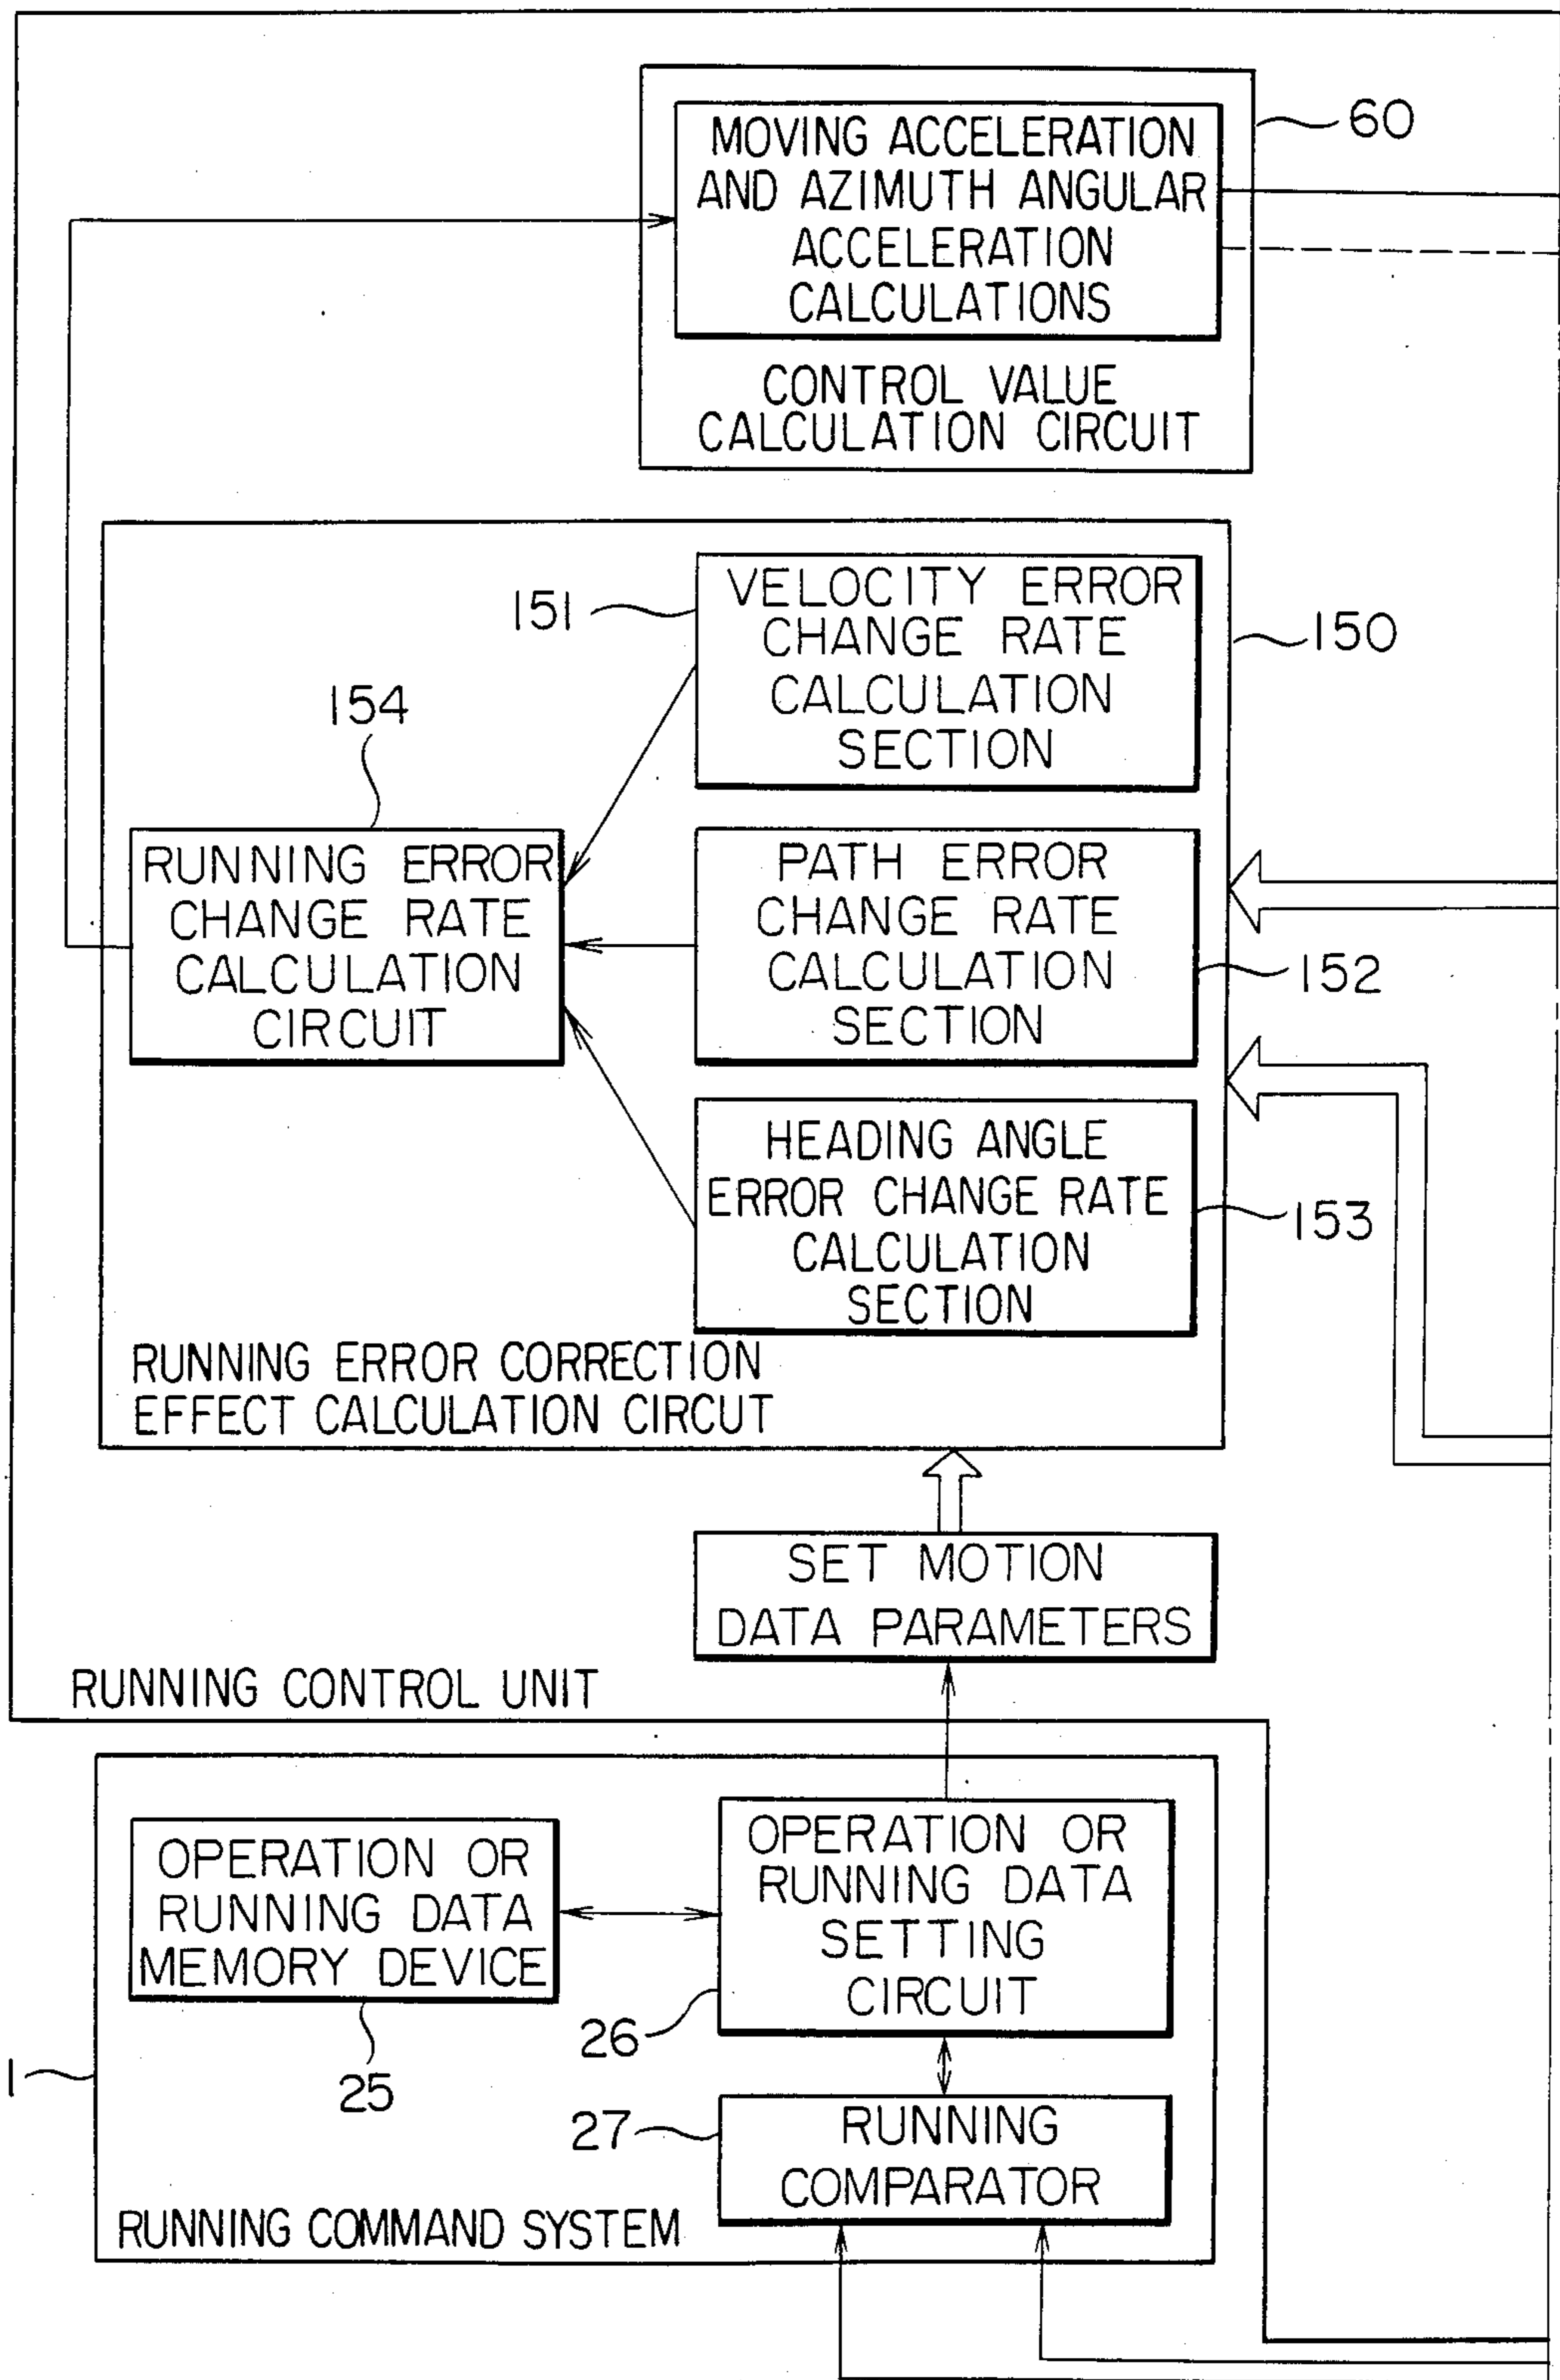 MOVING ACCELERATION
AND AZIMUTH ANGULAR
ACCELERATION
CALCULATIONS
60
CONTROL VALUE
CALCULATION CIRCUIT
VELOCITY ERROR
CHANGE RATE
CALCULATION
SECTION
151
150
154
RUNNING ERROR
CHANGE RATE
CALCULATION
CIRCUIT
PATH ERROR
CHANGE RATE
CALCULATION
SECTION
152
HEADING ANGLE
ERROR CHANGE RATE
CALCULATION
SECTION
153
RUNNING ERROR CORRECTION
EFFECT CALCULATION CIRCUT
SET MOTION
DATA PARAMETERS
RUNNING CONTROL UNIT
OPERATION OR
RUNNING DATA
MEMORY DEVICE
25
OPERATION OR
RUNNING DATA
SETTING
CIRCUIT
26
1
27
RUNNING
COMPARATOR
RUNNING COMMAND SYSTEM